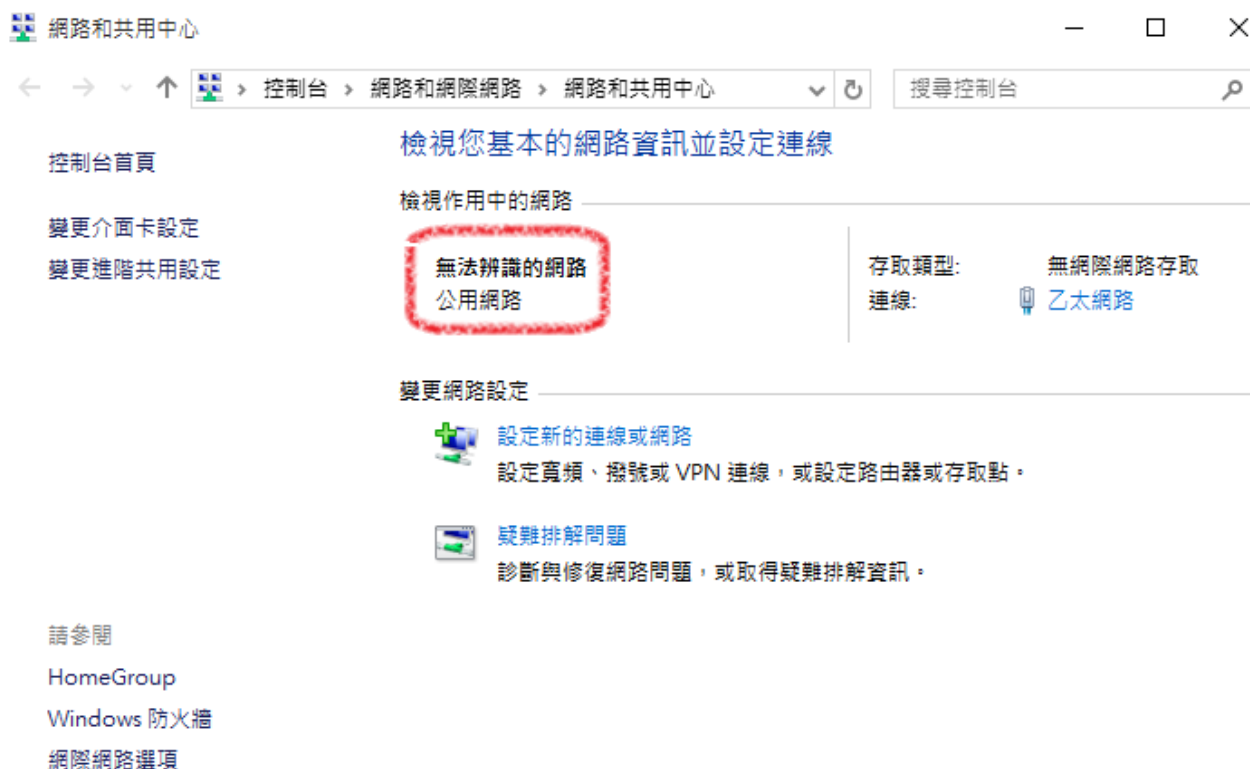 網路和共用中心
控制台 › 網路和網際網路 › 網路和共用中心
搜尋控制台
控制台首頁
變更介面卡設定
變更進階共用設定
檢視您基本的網路資訊並設定連線
檢視作用中的網路
無法辨識的網路
公用網路
存取類型: 無網際網路存取
連線: 乙太網路
變更網路設定
設定新的連線或網路
設定寬頻、撥號或 VPN 連線，或設定路由器或存取點。
疑難排解問題
診斷與修復網路問題，或取得疑難排解資訊。
請參閱
HomeGroup
Windows 防火牆
網際網路選項